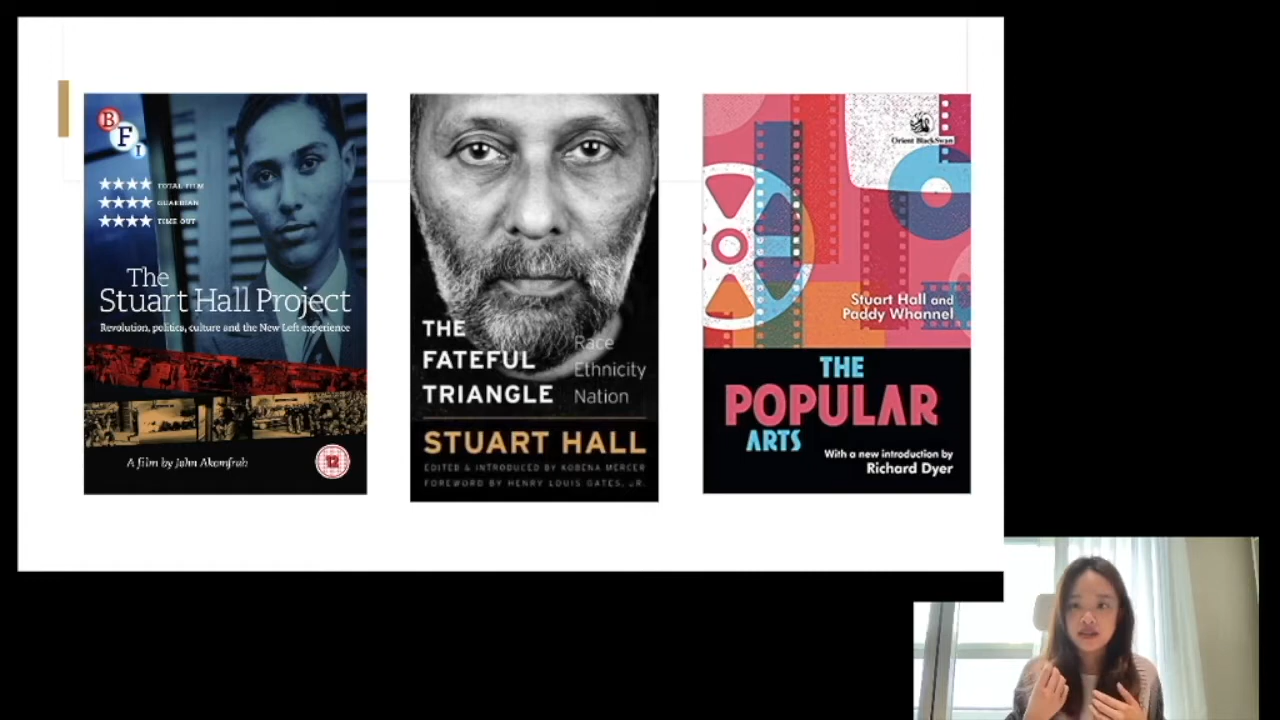 B
F
I
TOTAL FILM
GUARDIAN
TIME OUT
The
Stuart Hall Project
Revolution, politics, culture and the New Left experience
A film by John Akomfrah
12
THE
FATEFUL
TRIANGLE
Race
Ethnicity
Nation
STUART HALL
EDITED & INTRODUCED BY KOBENA MERCER
FOREWORD BY HENRY LOUIS GATES, JR.
Orient BlackSwan
Stuart Hall and
Paddy Whannel
THE
POPULAR
ARTS
With a new introduction by
Richard Dyer